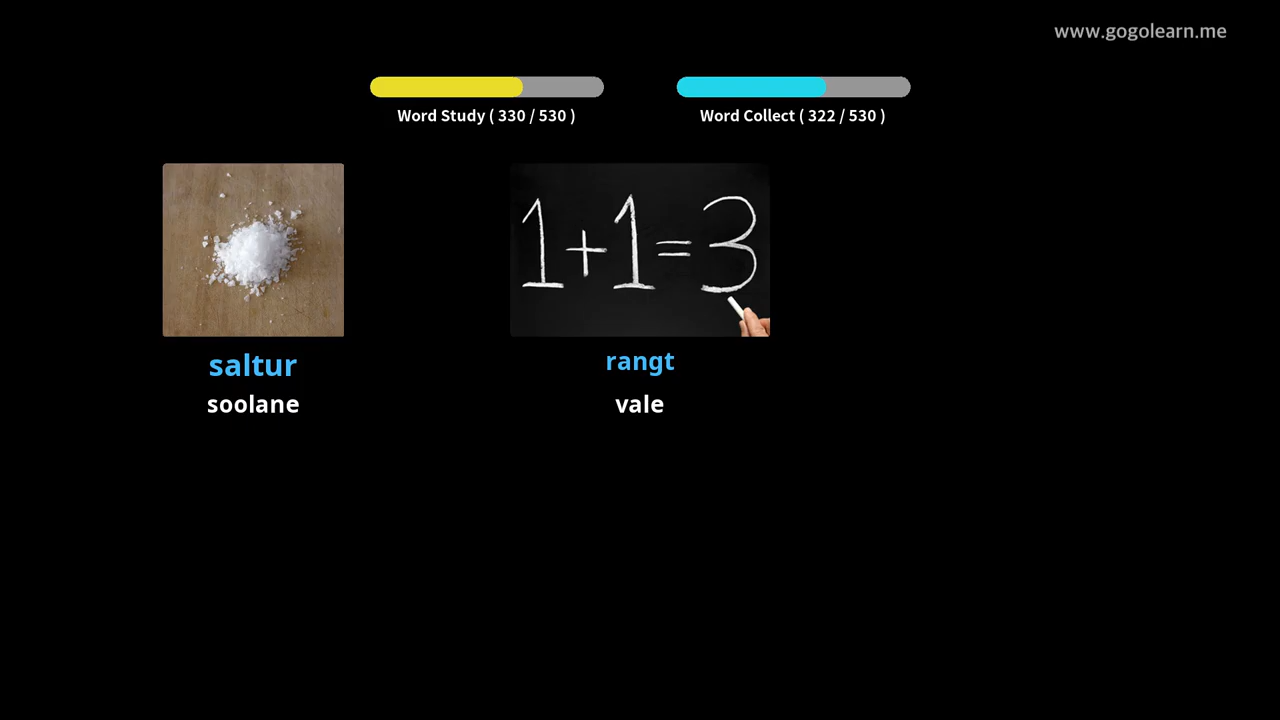 www.gogolearn.me
Word Study ( 330 / 530 )
Word Collect ( 322 / 530 )
1+1=3
saltur
rangt
soolane
vale